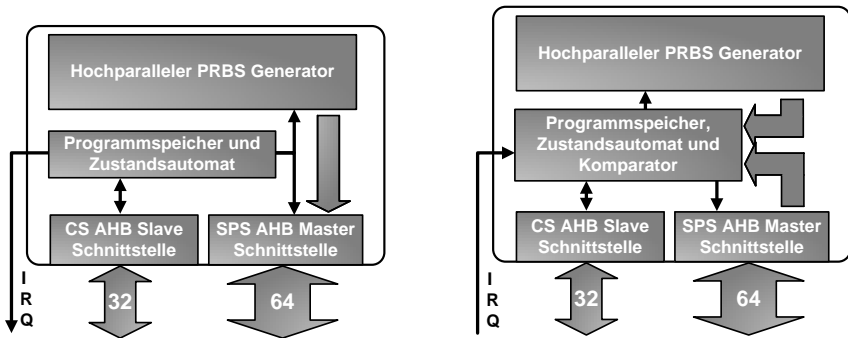 Hochparalleler PRBS Generator
Programmspeicher und
Zustandsautomat
CS AHB Slave
Schnittstelle
SPS AHB Master
Schnittstelle
I
R
Q
32
64
Hochparalleler PRBS Generator
Programmspeicher,
Zustandsautomat und
Komparator
CS AHB Slave
Schnittstelle
SPS AHB Master
Schnittstelle
I
R
Q
32
64